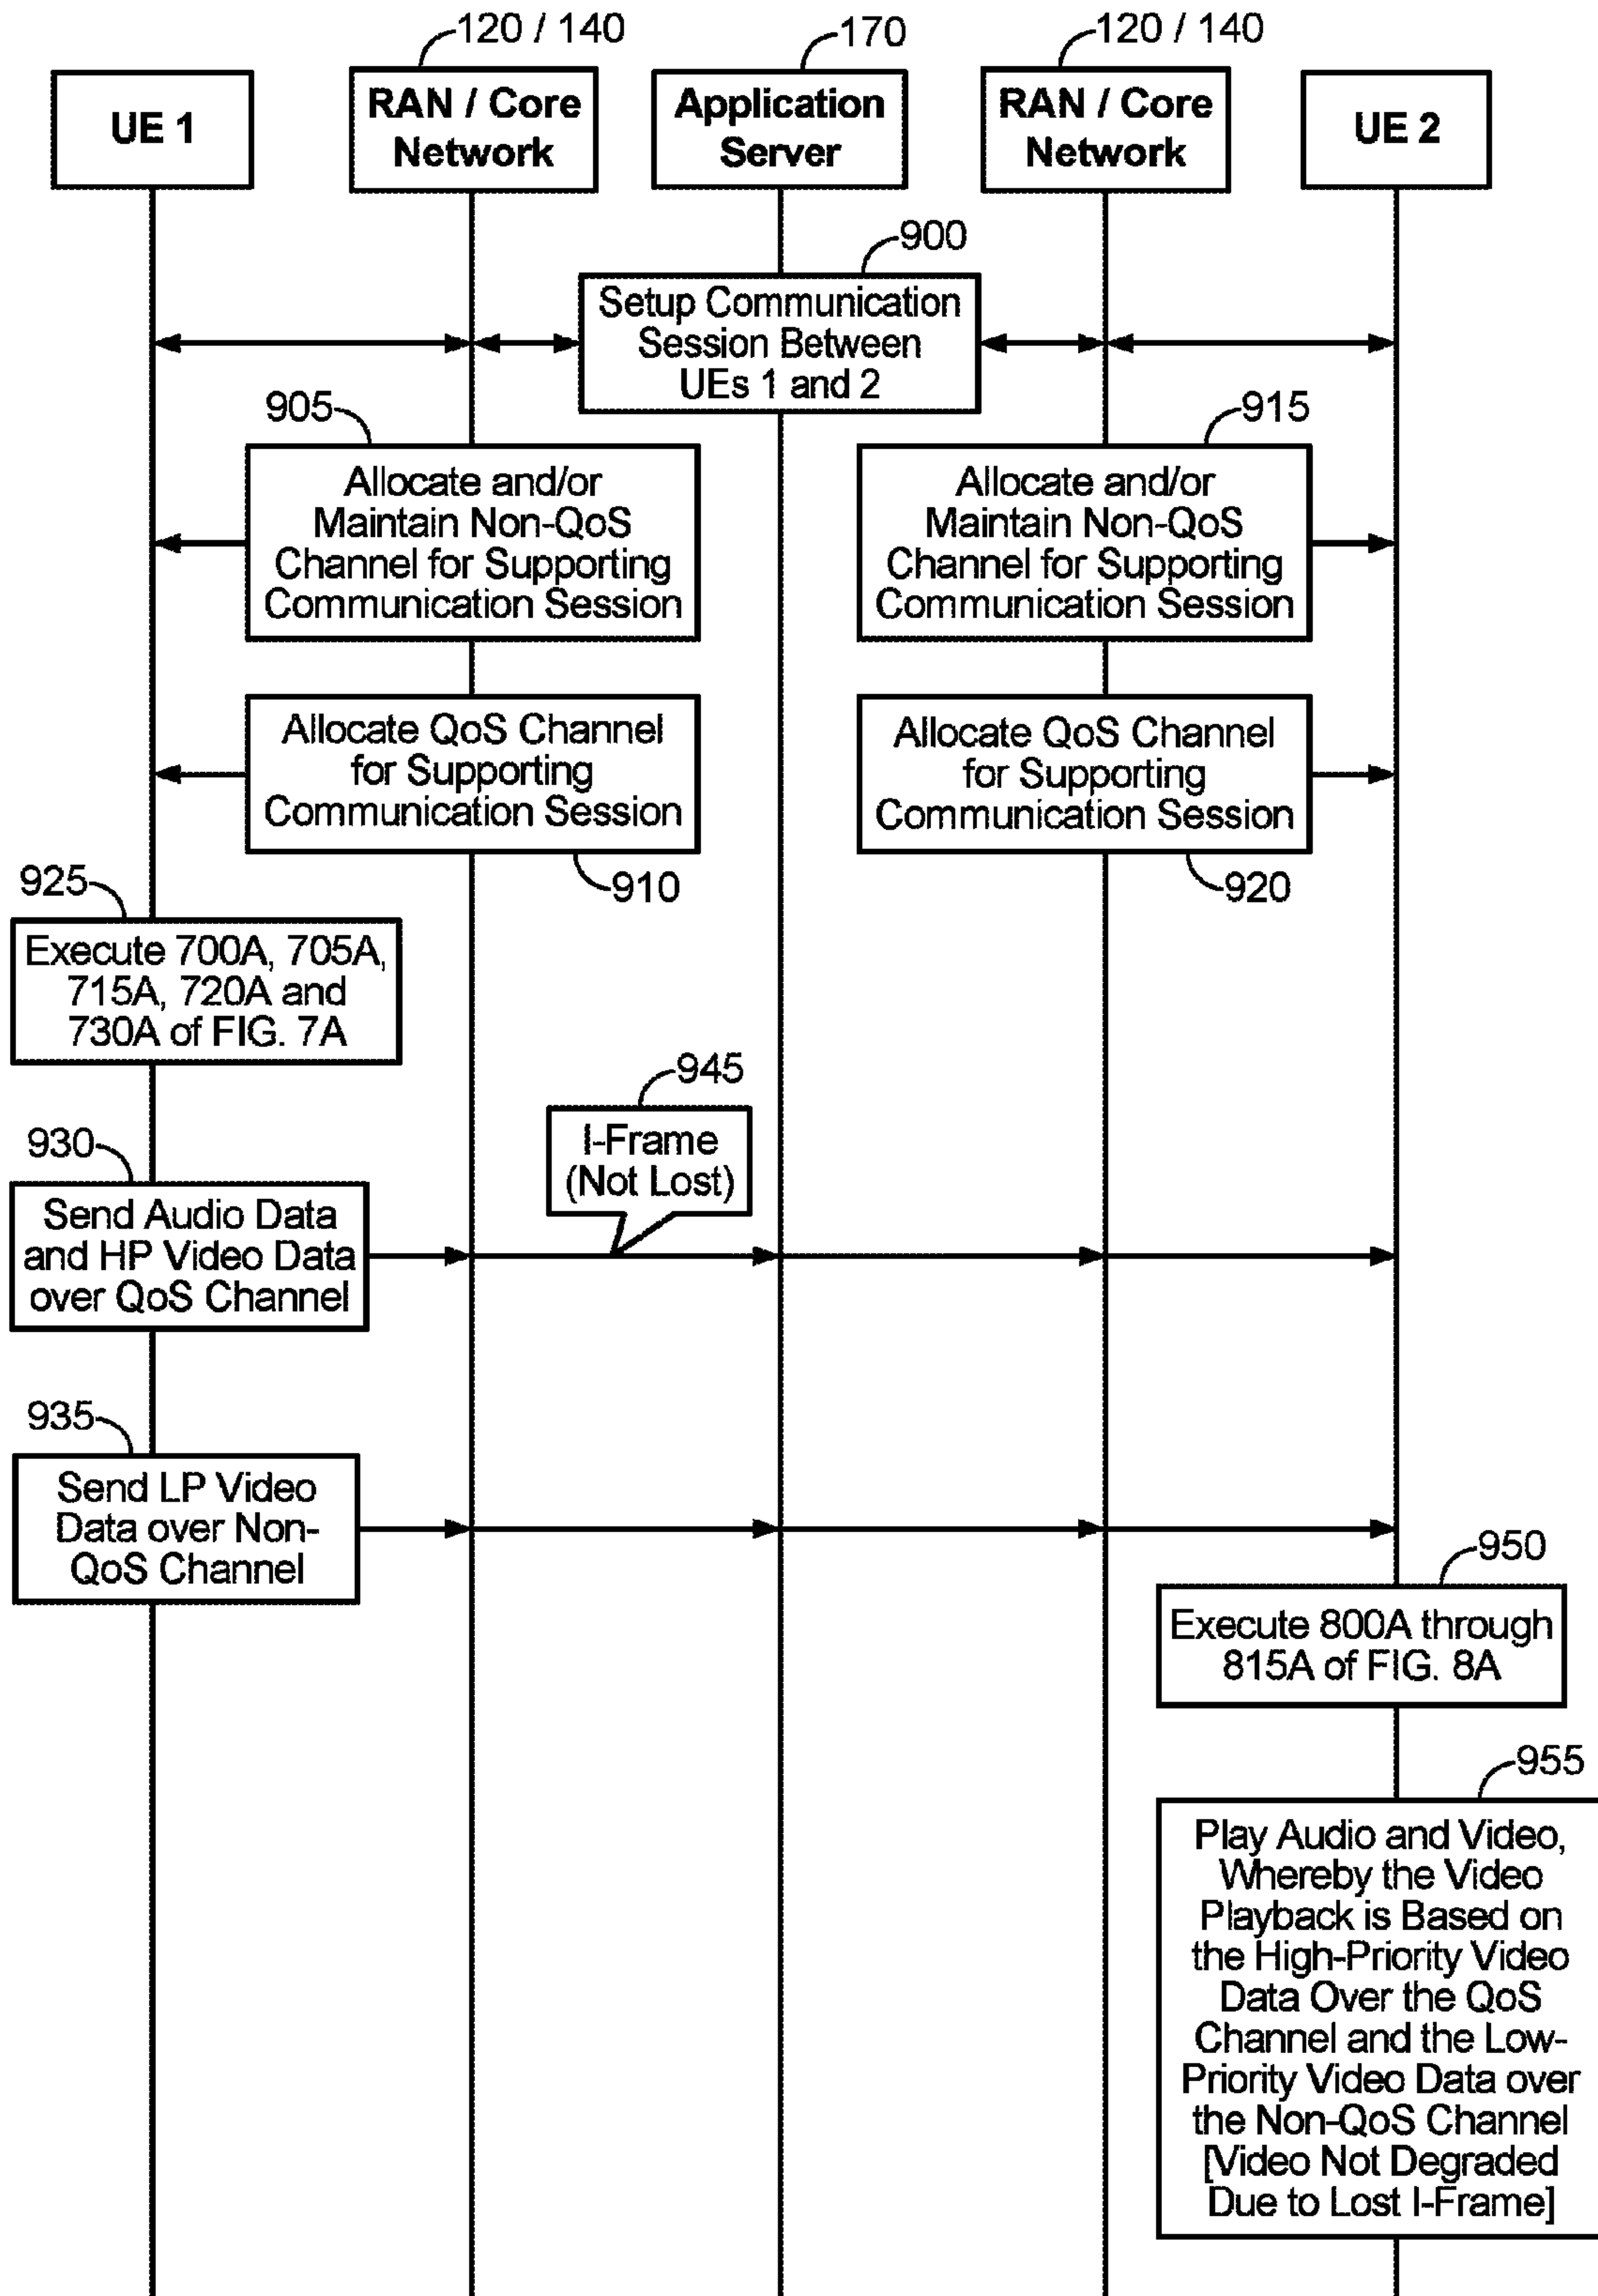 120 / 140
170
120 / 140
UE 1
RAN / Core
Network
Application
Server
RAN / Core
Network
UE 2
900
Setup Communication
Session Between
UEs 1 and 2
905
Allocate and/or
Maintain Non-QoS
Channel for Supporting
Communication Session
915
Allocate and/or
Maintain Non-QoS
Channel for Supporting
Communication Session
Allocate QoS Channel
for Supporting
Communication Session
910
Allocate QoS Channel
for Supporting
Communication Session
920
925
Execute 700A, 705A,
715A, 720A and
730A of FIG. 7A
945
I-Frame
(Not Lost)
930
Send Audio Data
and HP Video Data
over QoS Channel
935
Send LP Video
Data over Non-
QoS Channel
950
Execute 800A through
815A of FIG. 8A
955
Play Audio and Video,
Whereby the Video
Playback is Based on
the High-Priority Video
Data Over the QoS
Channel and the Low-
Priority Video Data over
the Non-QoS Channel
[Video Not Degraded
Due to Lost I-Frame]